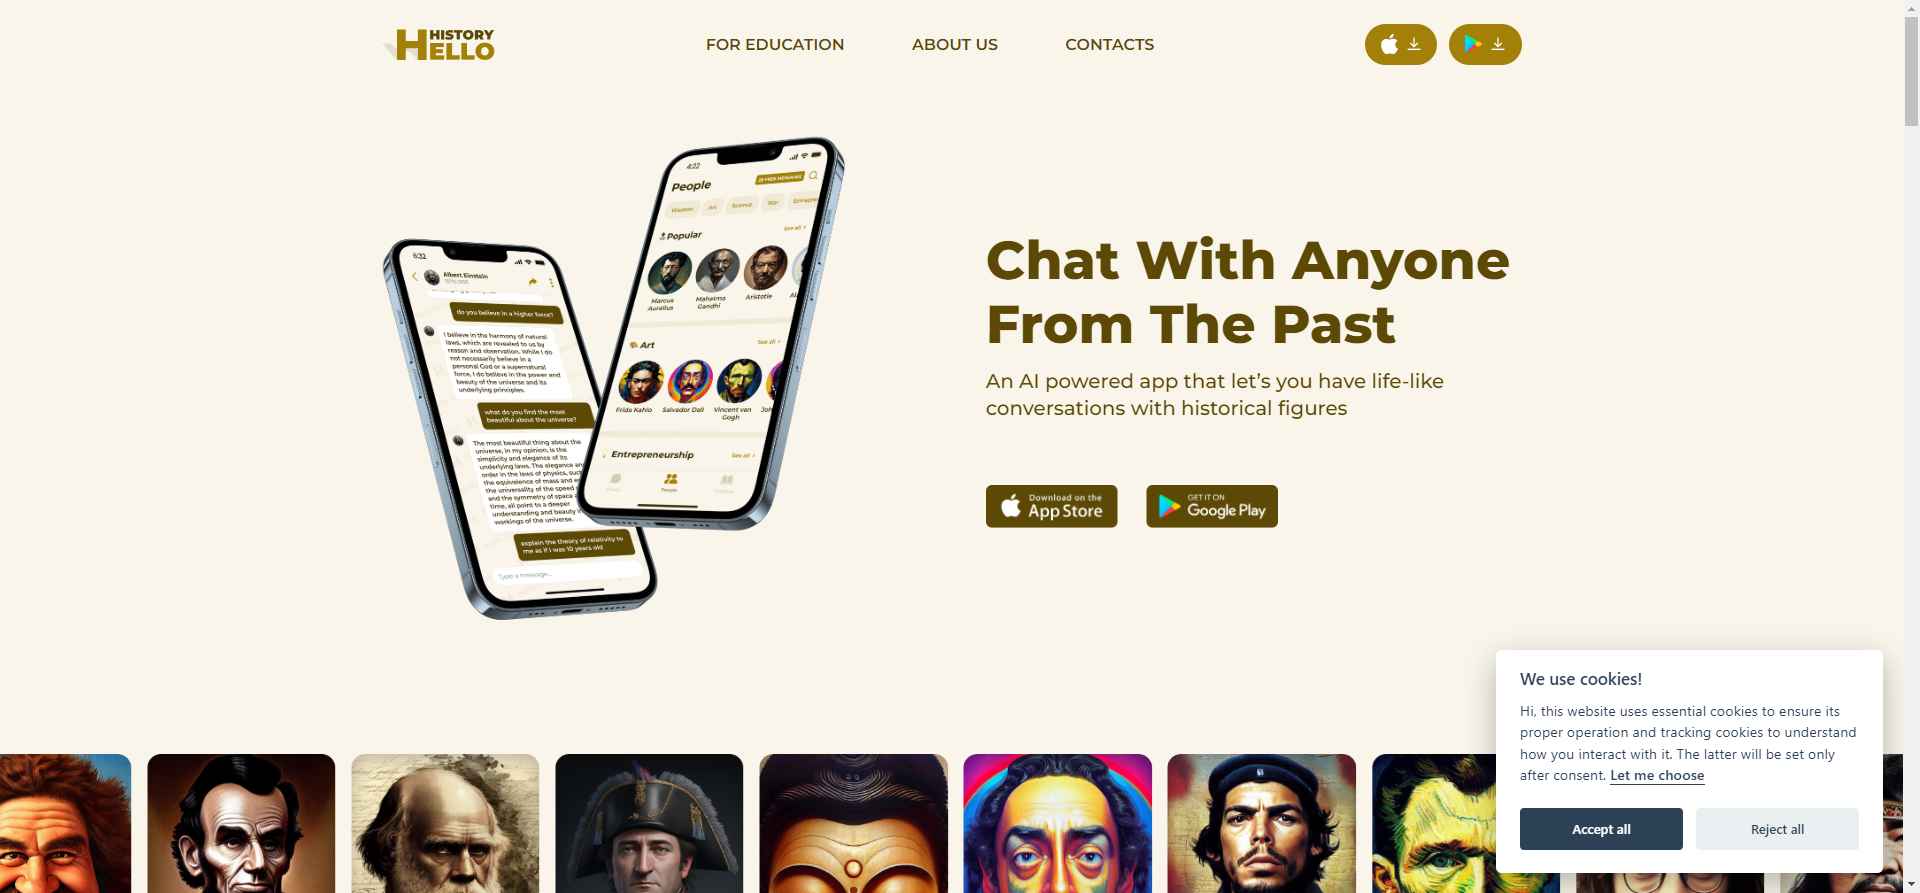 HISTORY
HELLO
FOR EDUCATION
ABOUT US
CONTACTS
4:22
People
Wisdom
Art
Science
War
See all
Popular
Marcus Aurelius
Mahatma Gandhi
Aristotle
See all
Art
Frida Kahlo
Salvador Dalí
Vincent van Gogh
Entrepreneurship
See all
People
6:32
Albert Einstein
do you believe in a higher force?
I believe in the harmony of natural
laws, which are revealed to us by
reason and observation. While I do
not necessarily believe in a
personal God or a supernatural
force, I do believe in the power and
beauty of the universe and its
underlying principles.
what do you find the most
beautiful about the universe?
The most beautiful thing about the
universe, in my opinion, is the
simplicity and elegance of its
underlying laws. The elegance and
order in the laws of physics, such
the equivalence of mass and
the universality of the speed
and the symmetry of space
time, all point to a deeper
understanding and beauty
workings of the universe.
explain the theory of relativity to
me as if I was 10 years old
Type a message...
Chat With Anyone
From The Past
An AI powered app that let’s you have life-like
conversations with historical figures
Download on the
App Store
GET IT ON
Google Play
We use cookies!
Hi, this website uses essential cookies to ensure its
proper operation and tracking cookies to understand
how you interact with it. The latter will be set only
after consent. Let me choose
Accept all
Reject all